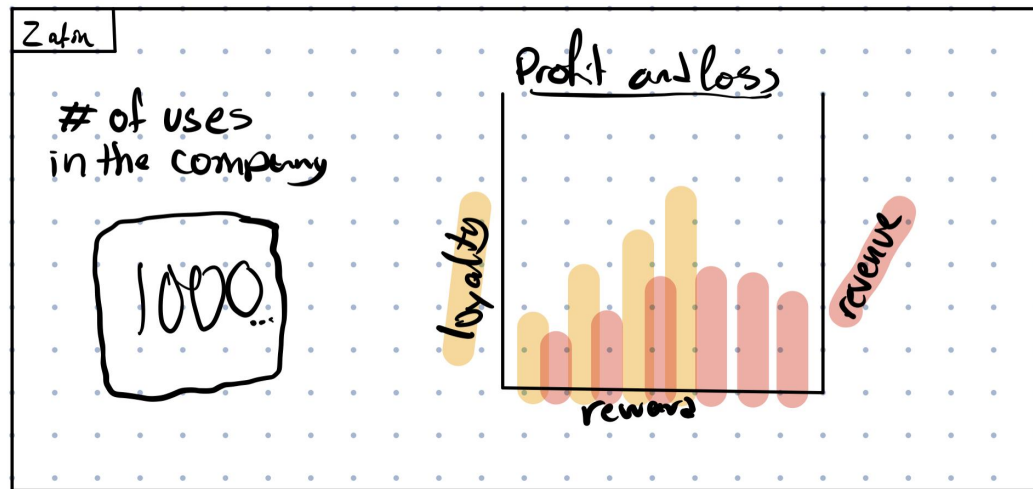 Zafin
# of uses
in the company
1000...
Profit and loss
loyalty
revenue
reward